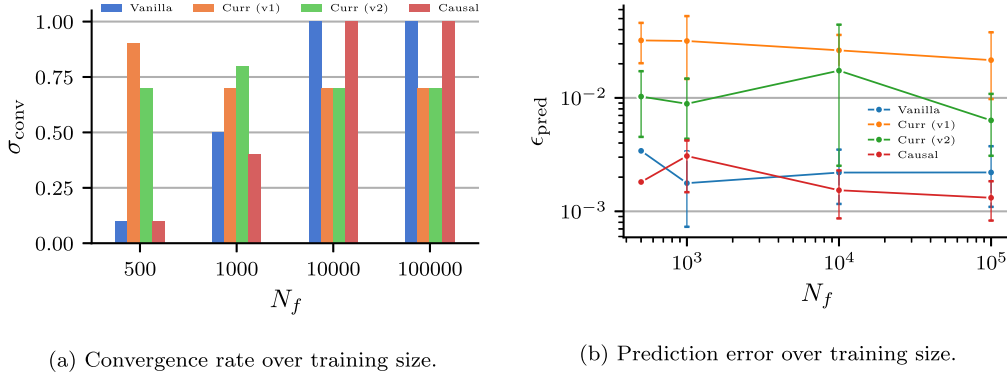 Vanilla Curr (v1) Curr (v2) Causal
1.00
0.75
0.50
0.25
0.00
σconv
500 1000 10000 100000
Nf
(a) Convergence rate over training size.
10−2
10−3
ϵpred
Vanilla
Curr (v1)
Curr (v2)
Causal
103 104 105
Nf
(b) Prediction error over training size.